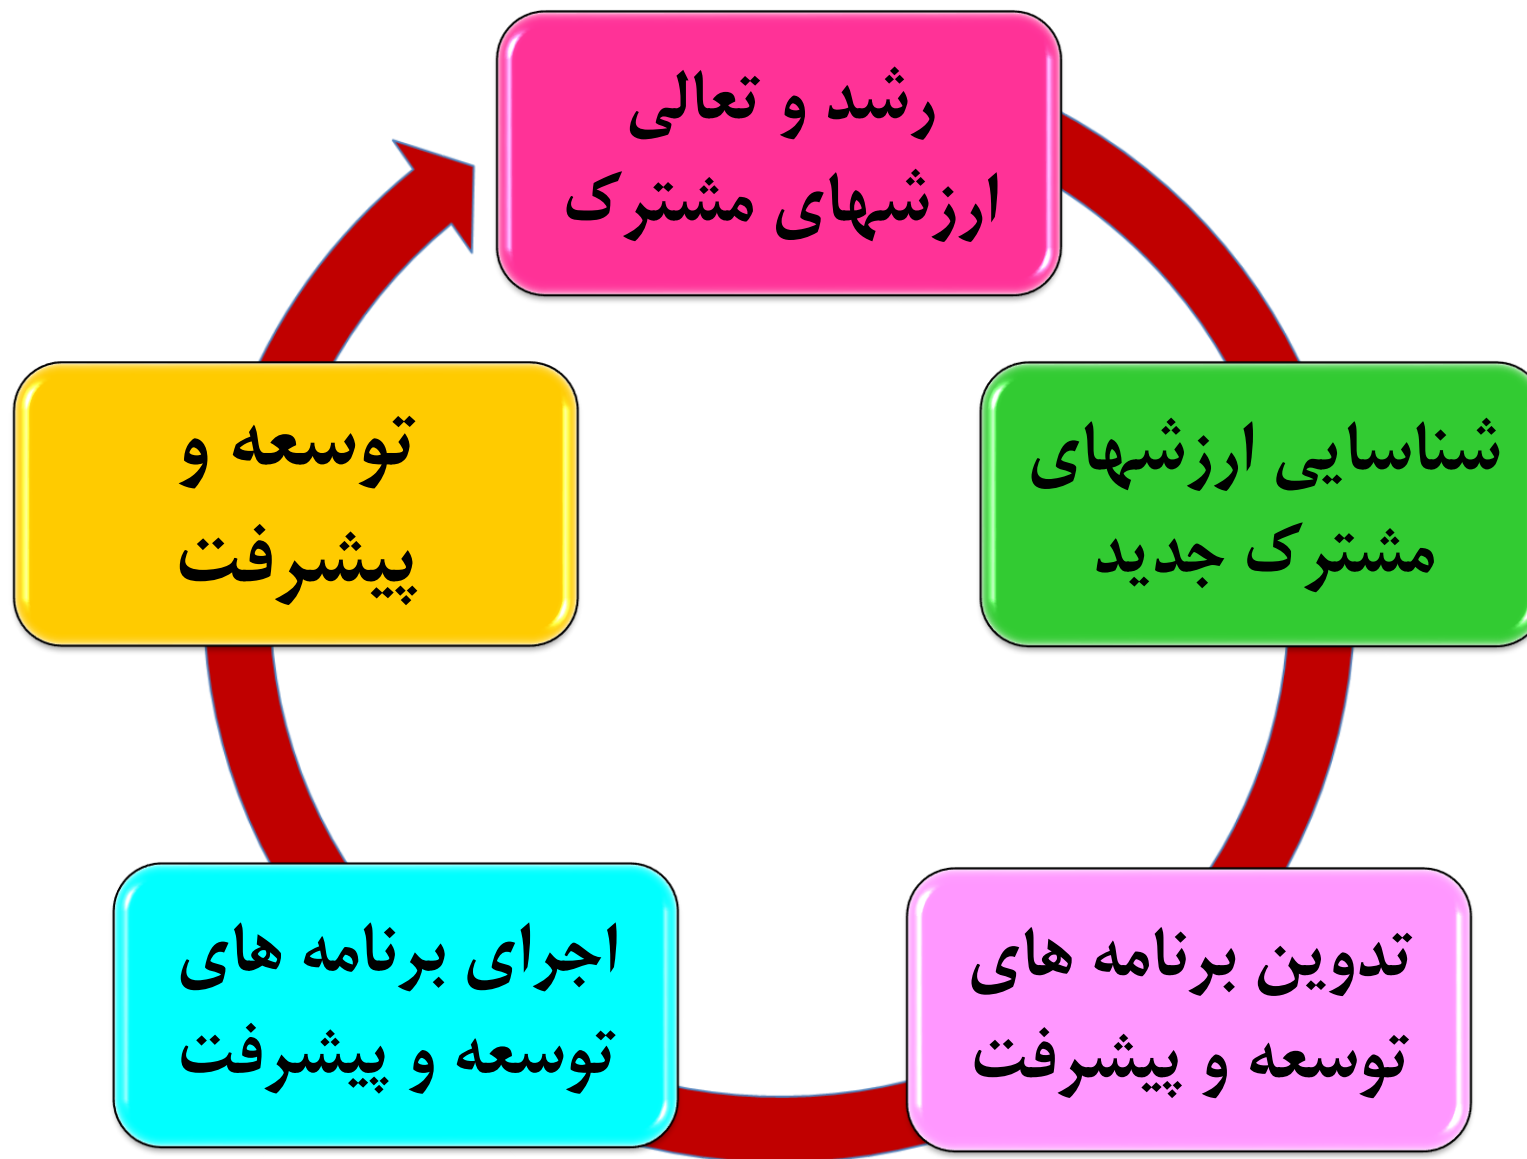 رشد و تعالی
ارزشهای مشترک
شناسایی ارزشهای
مشترک جدید
تدوین برنامه های
توسعه و پیشرفت
اجرای برنامه های
توسعه و پیشرفت
توسعه و
پیشرفت